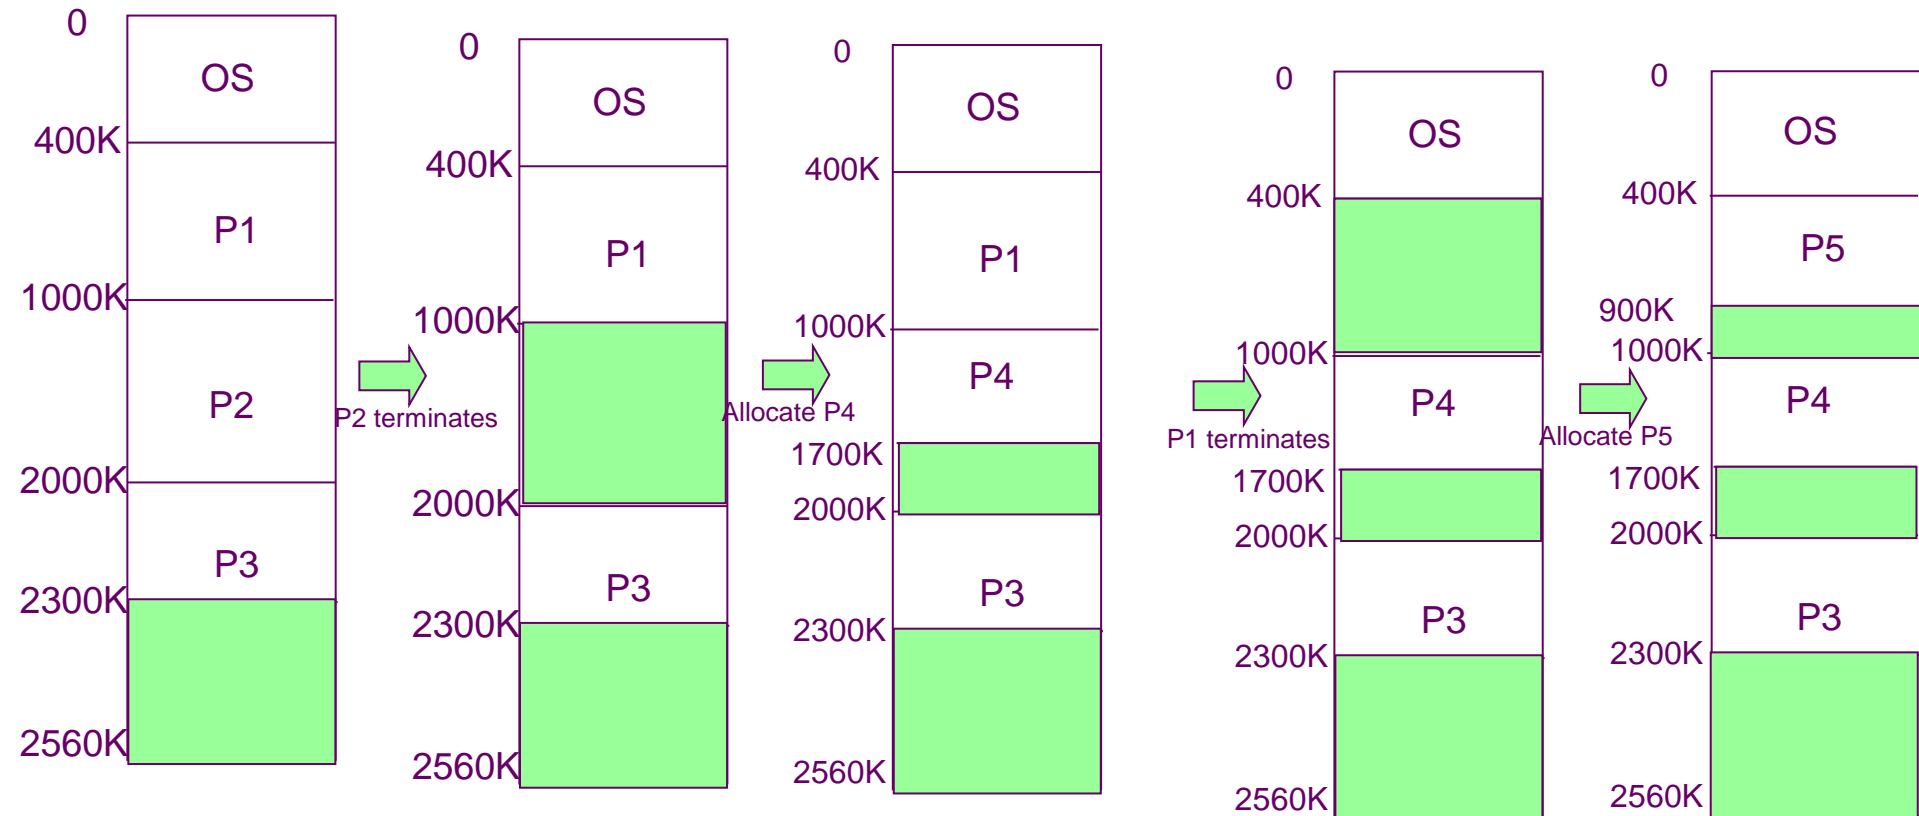 0
OS
400K
P1
1000K
P2
2000K
P3
2300K
2560K
P2 terminates
0
OS
400K
P1
1000K
2000K
P3
2300K
2560K
Allocate P4
0
OS
400K
P1
1000K
P4
1700K
2000K
P3
2300K
2560K
P1 terminates
0
OS
400K
1000K
P4
1700K
2000K
P3
2300K
2560K
Allocate P5
0
OS
400K
P5
900K
1000K
P4
1700K
2000K
P3
2300K
2560K